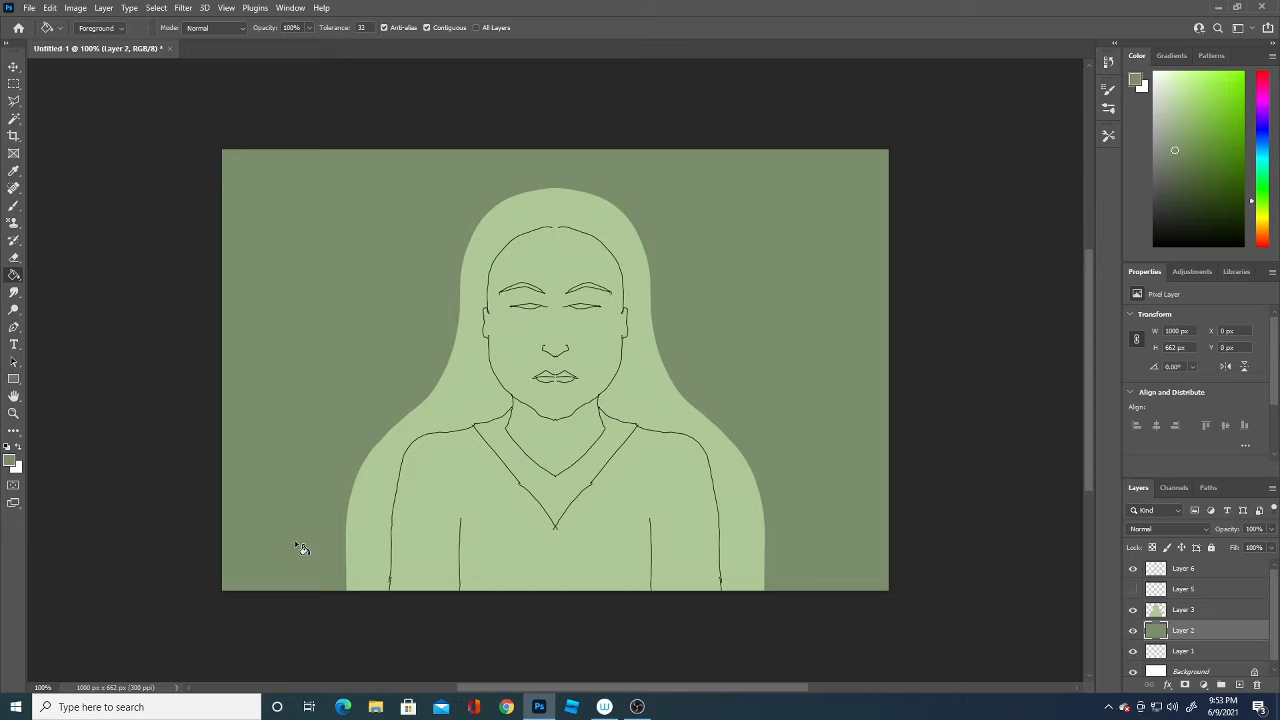 Ps File Edit Image Layer Type Select Filter 3D View Plugins Window Help
Foreground Mode: Normal Opacity: 100% Tolerance: 32 Anti-alias Contiguous All Layers
Untitled-1 @ 100% (Layer 2, RGB/8) *
Color Gradients Patterns
Properties Adjustments Libraries
Pixel Layer
Transform
W 1000 px X 0 px
H 662 px Y 0 px
0.00°
Align and Distribute
Align:
Layers Channels Paths
Kind
Normal Opacity: 100%
Lock: Fill: 100%
Layer 6
Layer 5
Layer 3
Layer 2
Layer 1
Background
100% 1000 px x 662 px (300 ppi)
Type here to search
9:53 PM
6/9/2021